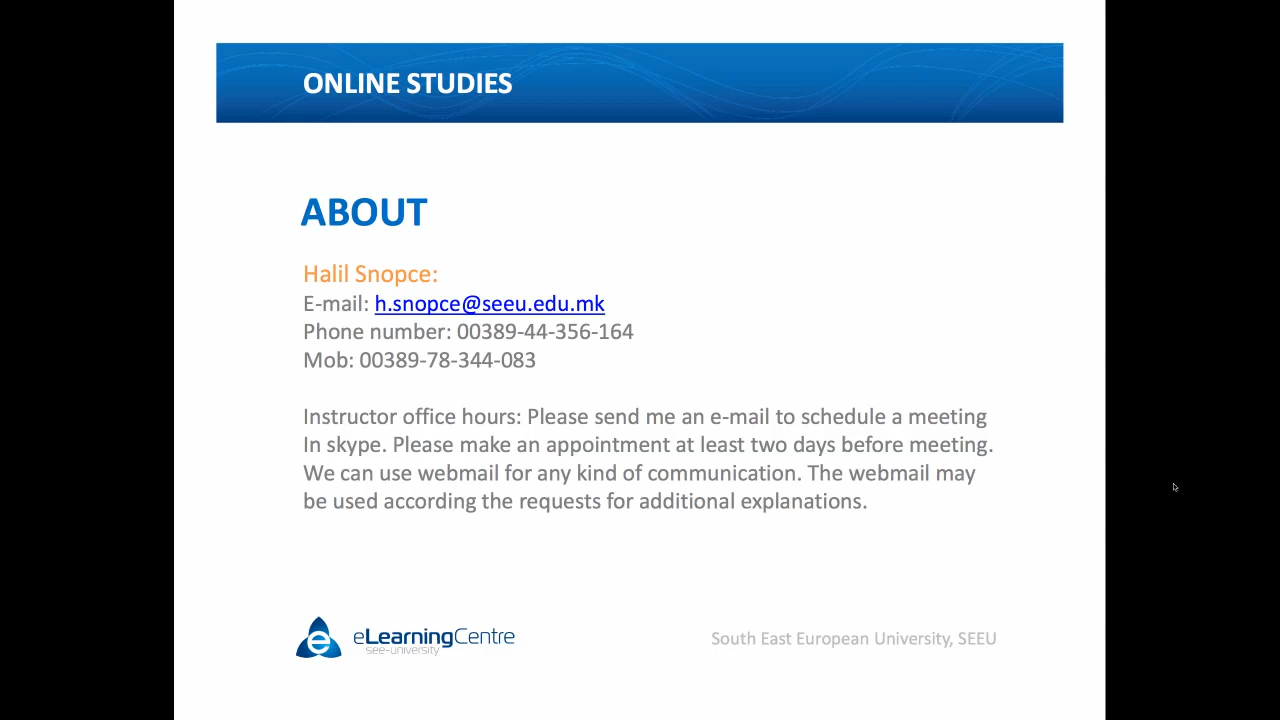 ONLINE STUDIES
ABOUT
Halil Snopce:
E-mail: h.snopce@seeu.edu.mk
Phone number: 00389-44-356-164
Mob: 00389-78-344-083
Instructor office hours: Please send me an e-mail to schedule a meeting
In skype. Please make an appointment at least two days before meeting.
We can use webmail for any kind of communication. The webmail may
be used according the requests for additional explanations.
eLearningCentre
see-university
South East European University, SEEU